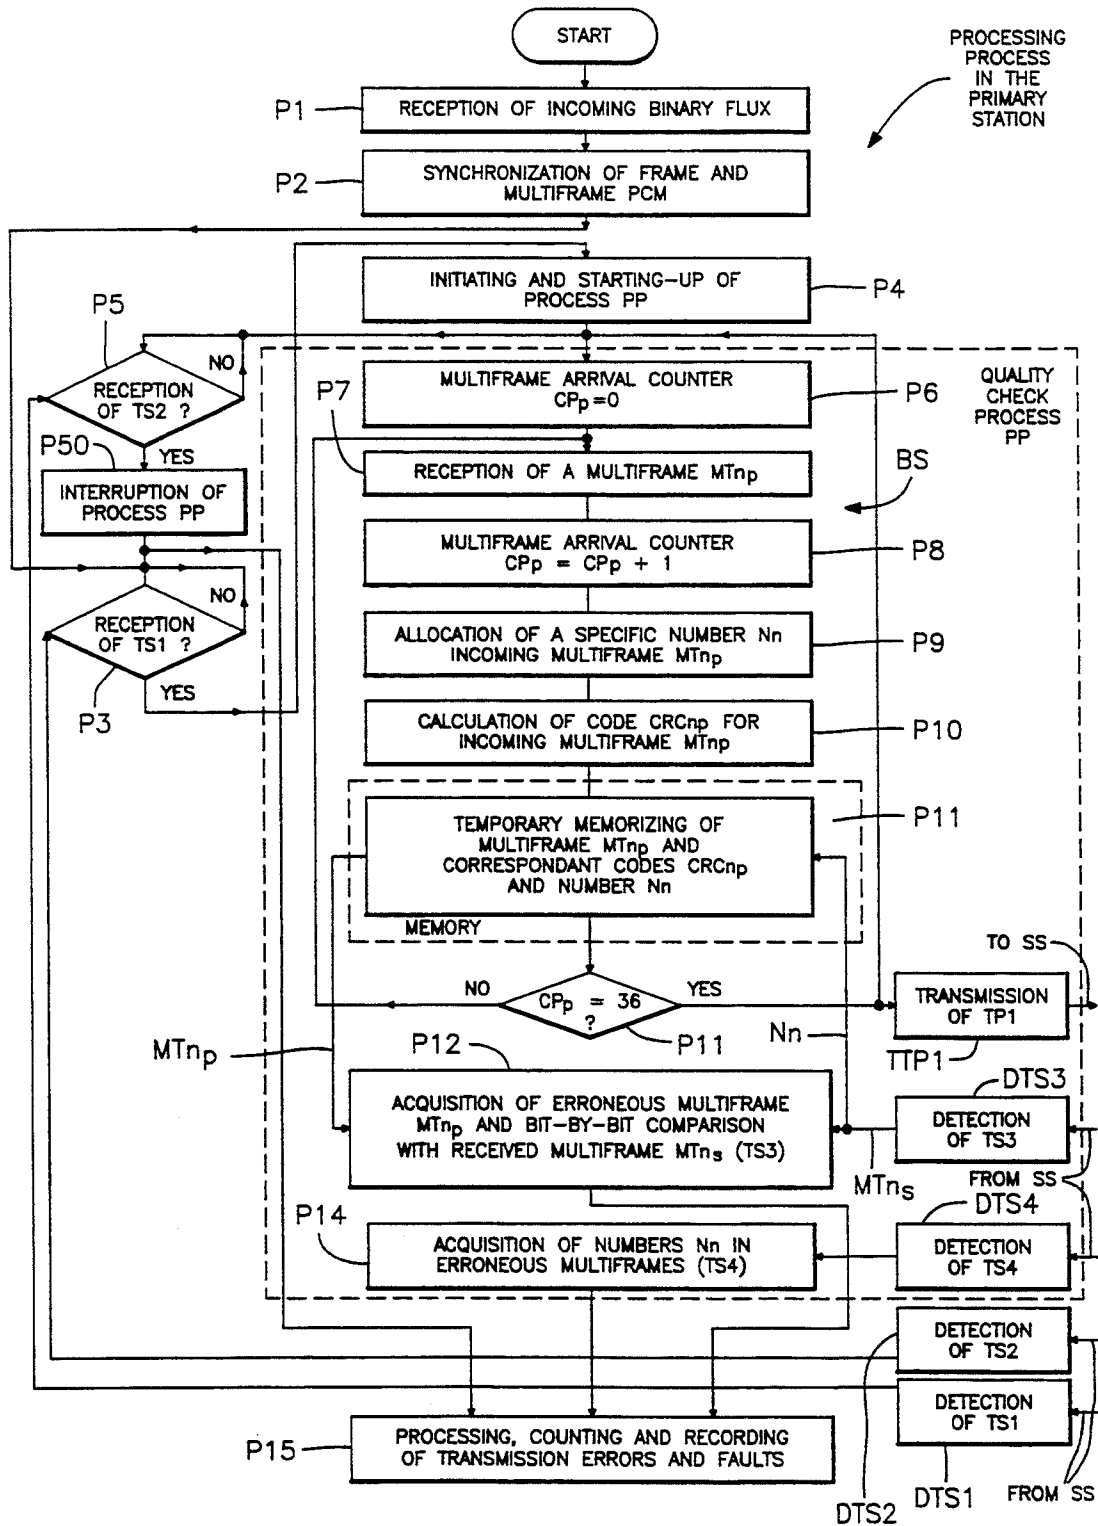 START
PROCESSING
PROCESS
IN THE
PRIMARY
STATION
P1
RECEPTION OF INCOMING BINARY FLUX
P2
SYNCHRONIZATION OF FRAME AND
MULTIFRAME PCM
INITIATING AND STARTING-UP OF
PROCESS PP
P4
P5
NO
RECEPTION
OF TS2 ?
YES
P50
INTERRUPTION OF
PROCESS PP
NO
RECEPTION
OF TS1 ?
YES
P3
MULTIFRAME ARRIVAL COUNTER
CPp=0
P6
QUALITY
CHECK
PROCESS
PP
P7
RECEPTION OF A MULTIFRAME MTnp
BS
MULTIFRAME ARRIVAL COUNTER
CPp = CPp + 1
P8
ALLOCATION OF A SPECIFIC NUMBER Nn
INCOMING MULTIFRAME MTnp
P9
CALCULATION OF CODE CRCnp FOR
INCOMING MULTIFRAME MTnp
P10
TEMPORARY MEMORIZING OF
MULTIFRAME MTnp AND
CORRESPONDANT CODES CRCnp
AND NUMBER Nn
P11
MEMORY
TO SS
NO
CPp = 36
?
YES
TRANSMISSION
OF TP1
P11
Nn
TTP1
MTnp
P12
DTS3
ACQUISITION OF ERRONEOUS MULTIFRAME
MTnp AND BIT-BY-BIT COMPARISON
WITH RECEIVED MULTIFRAME MTns (TS3)
DETECTION
OF TS3
MTns
FROM SS
DTS4
P14
ACQUISITION OF NUMBERS Nn IN
ERRONEOUS MULTIFRAMES (TS4)
DETECTION
OF TS4
DETECTION
OF TS2
DETECTION
OF TS1
P15
PROCESSING, COUNTING AND RECORDING
OF TRANSMISSION ERRORS AND FAULTS
DTS2
DTS1
FROM SS